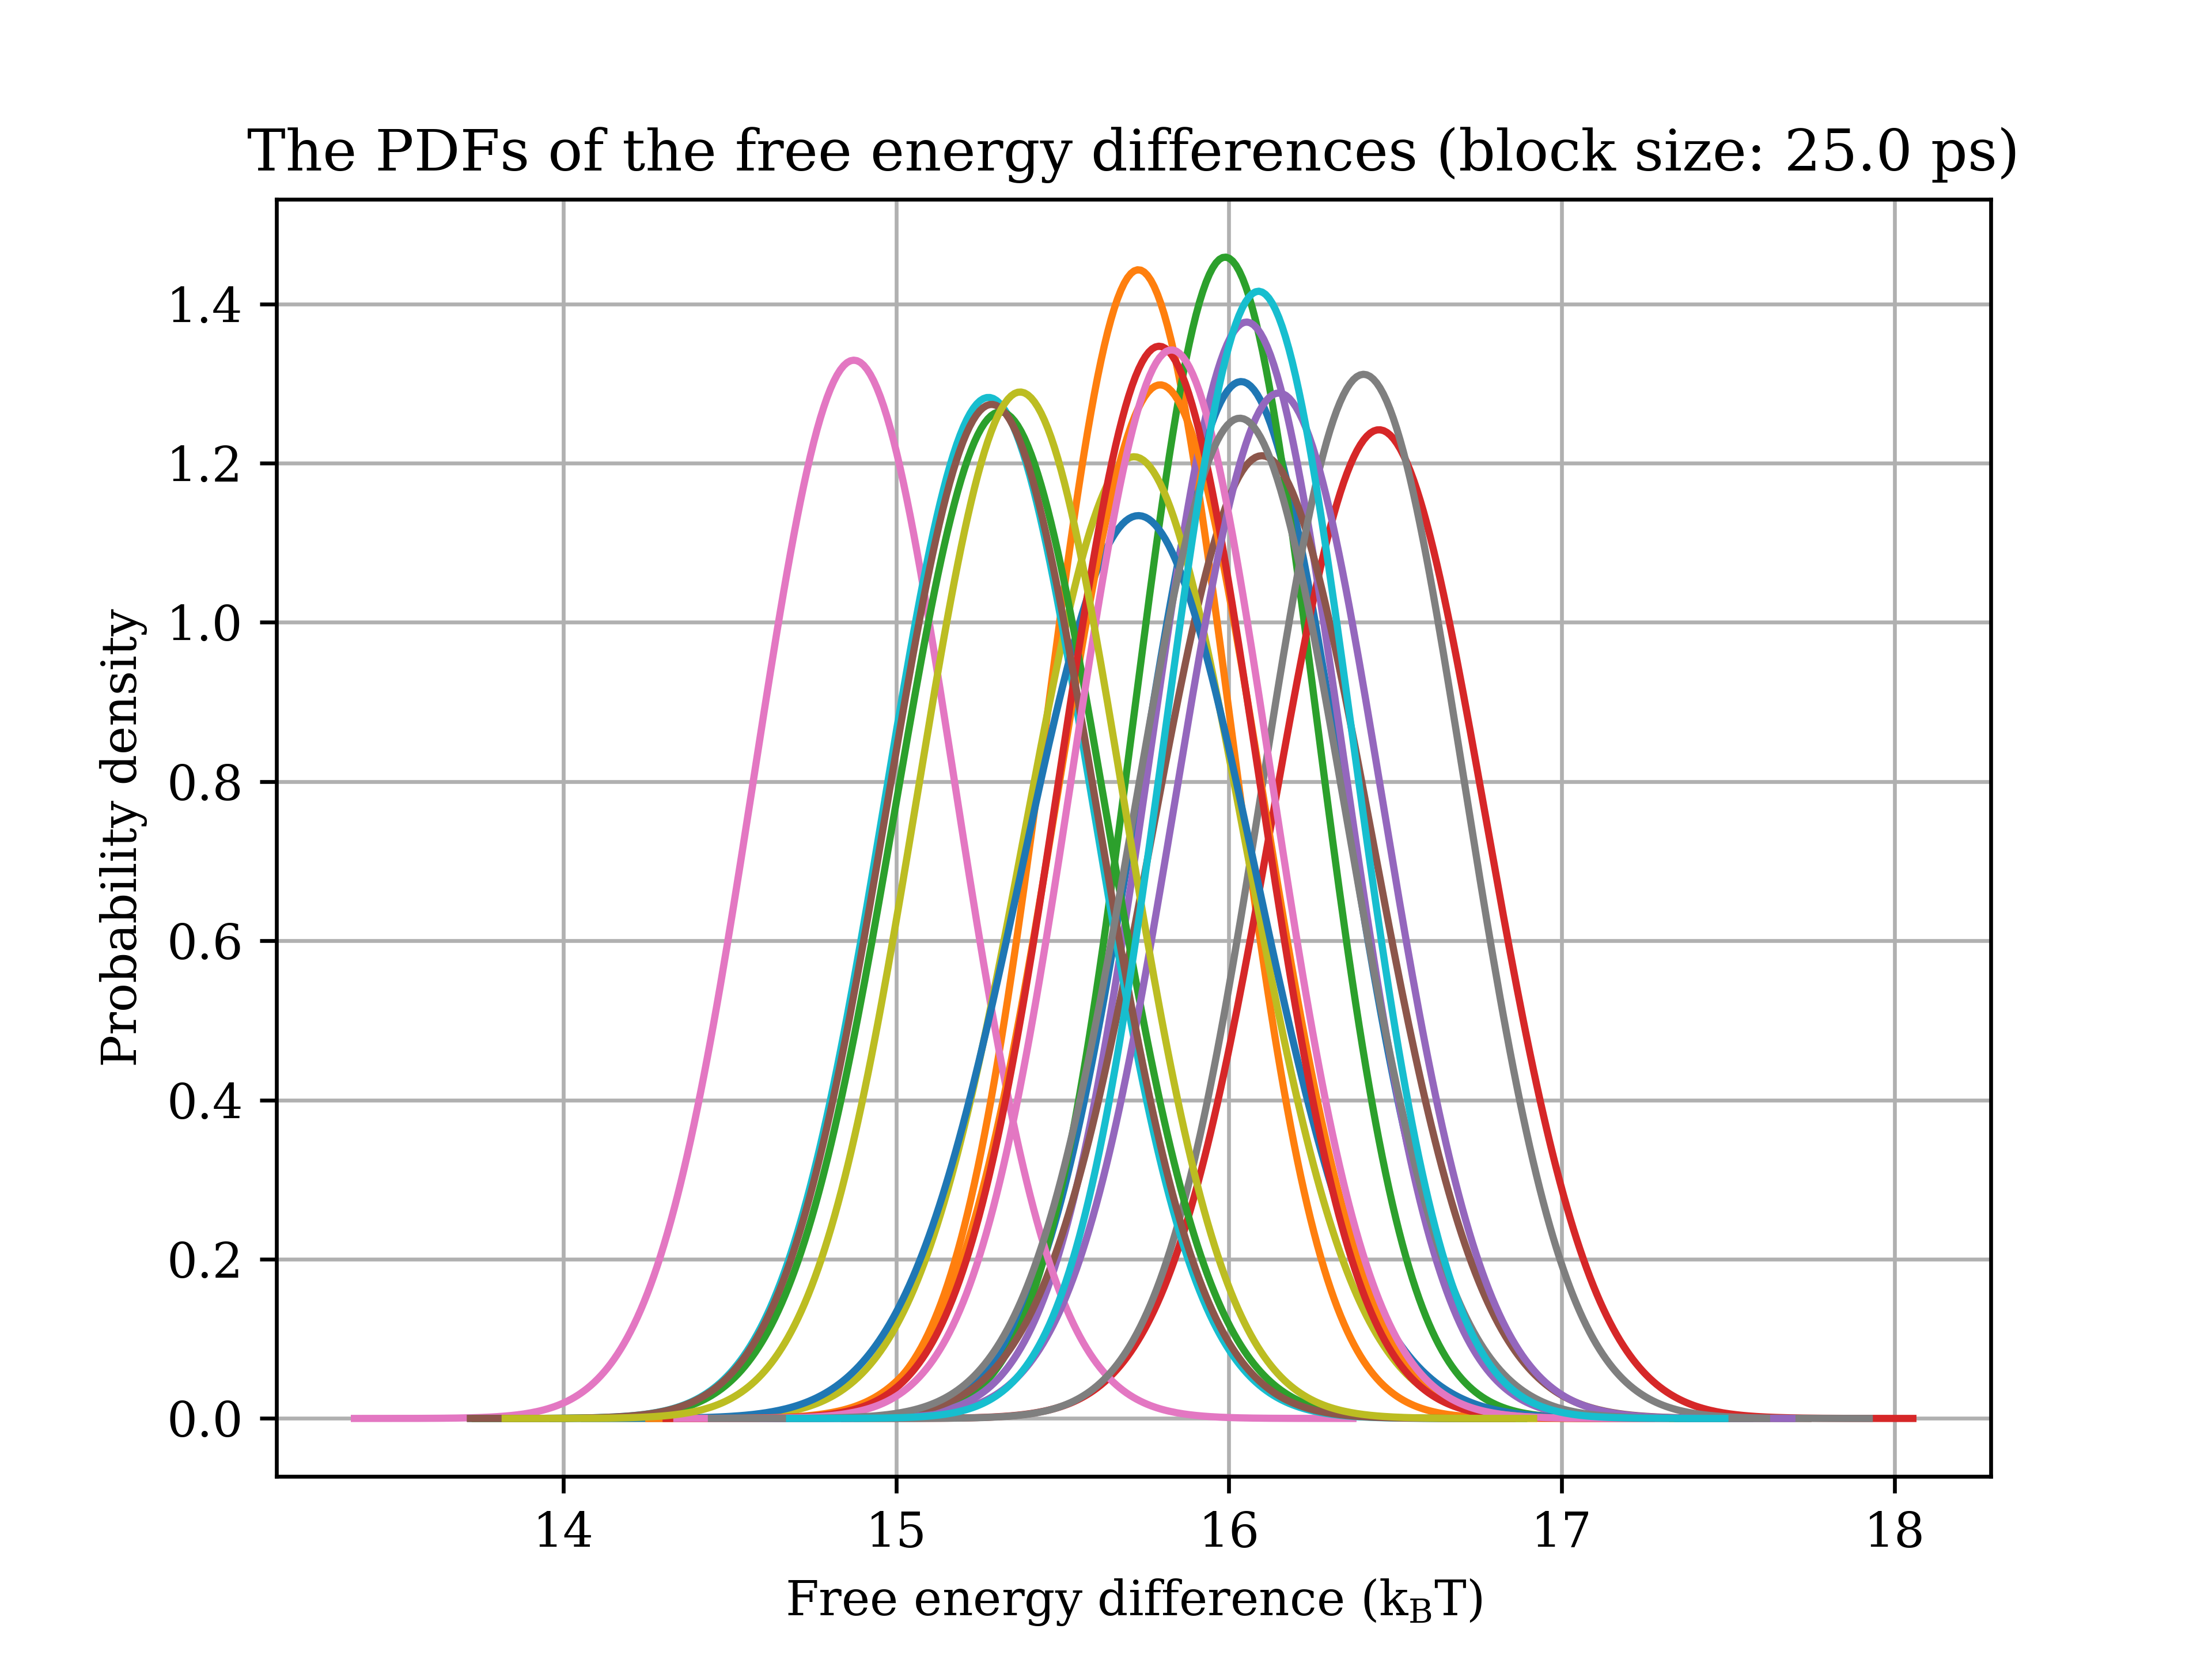 The PDFs of the free energy differences (block size: 25.0 ps)
1.4
1.2
1.0
0.8
0.6
0.4
0.2
0.0
Probability density
14 15 16 17 18
Free energy difference (k_BT)